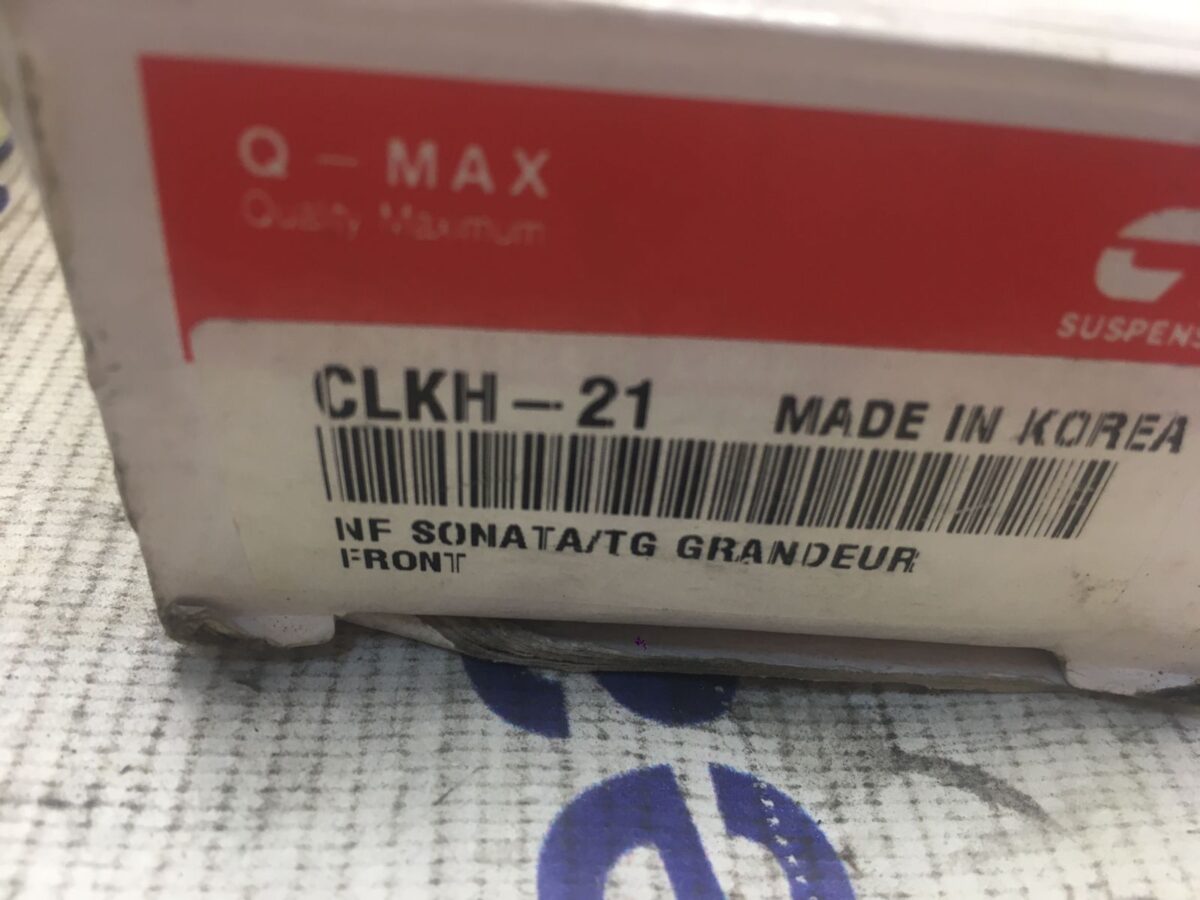 Q - MAX
Quality Maximum
SUSPENS
CLKH-21 MADE IN KOREA
NF SONATA/TG GRANDEUR
FRONT